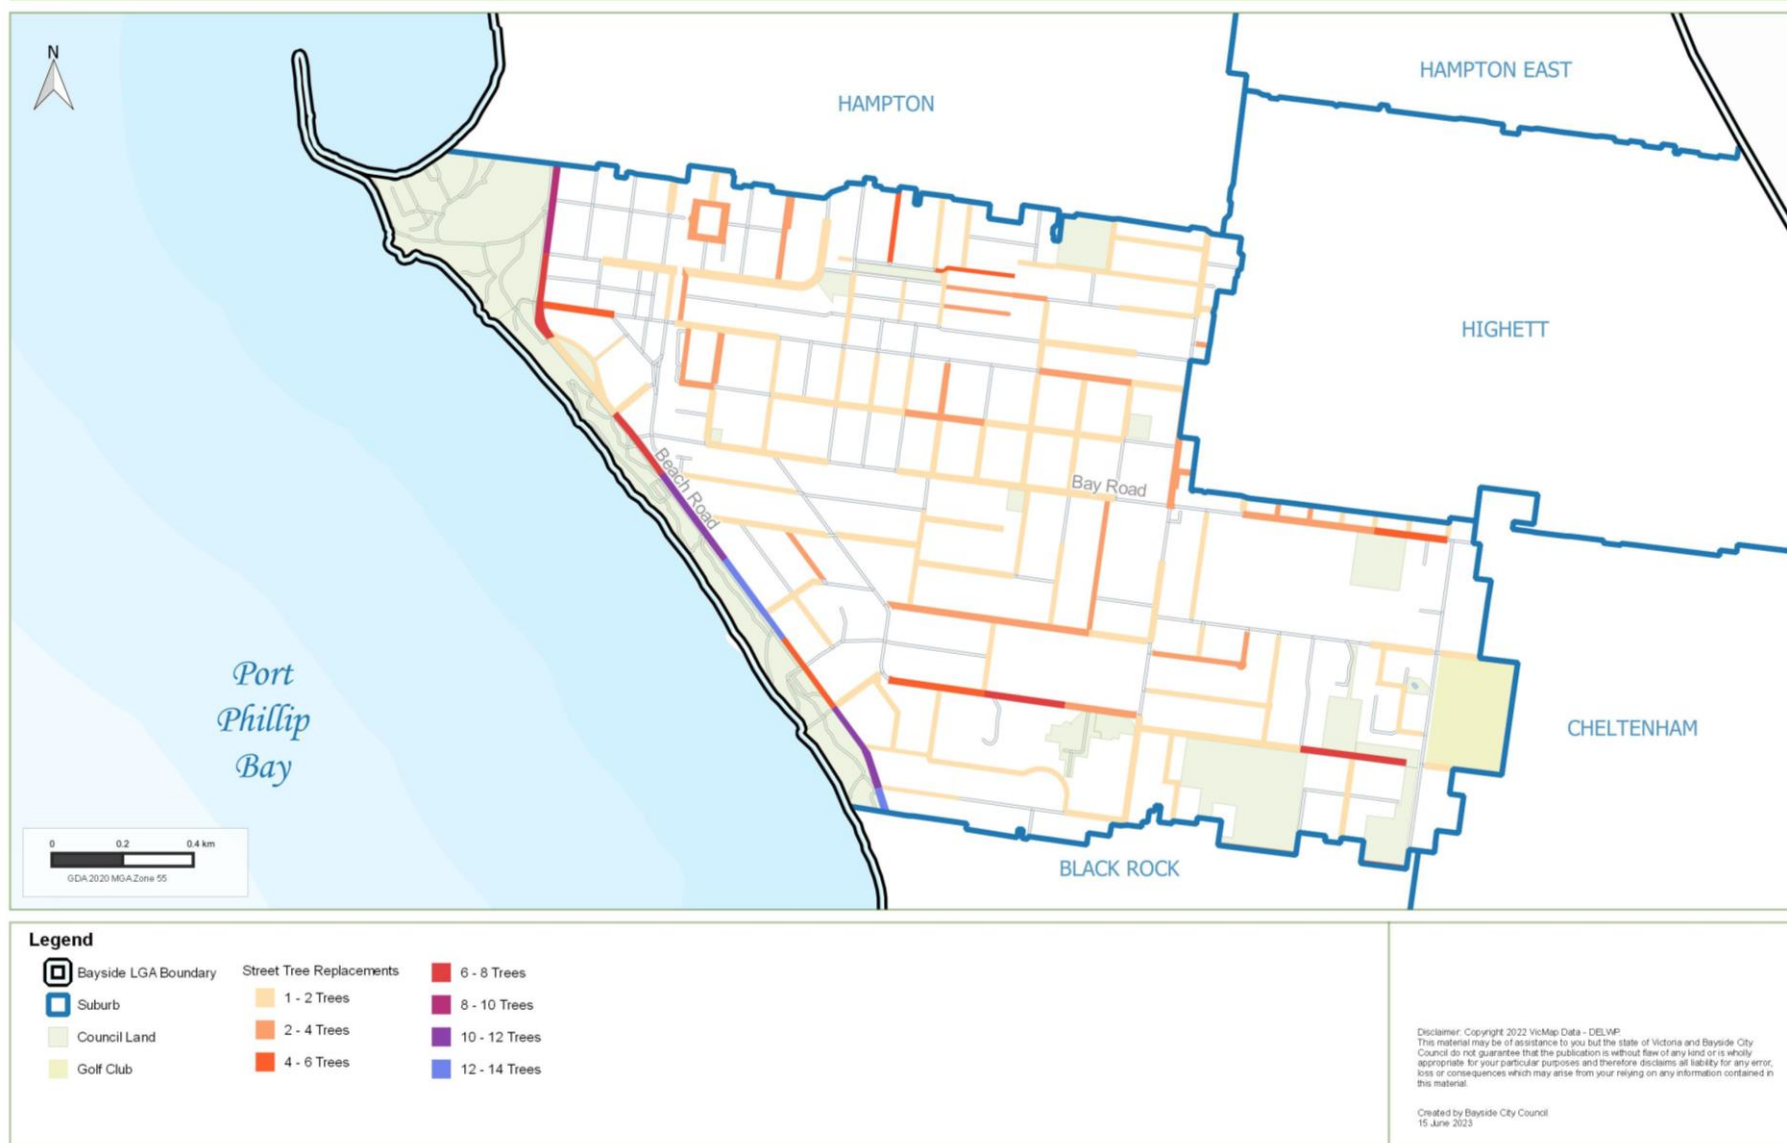 N
HAMPTON
HAMPTON EAST
HIGHETT
Beach Road
Bay Road
Port
Phillip
Bay
CHELTENHAM
BLACK ROCK
0 0.2 0.4 km
GDA 2020 MGA Zone 55
Legend
Bayside LGA Boundary
Suburb
Council Land
Golf Club
Street Tree Replacements
1 - 2 Trees
2 - 4 Trees
4 - 6 Trees
6 - 8 Trees
8 - 10 Trees
10 - 12 Trees
12 - 14 Trees
Disclaimer: Copyright 2022 VicMap Data - DELWP.
This material may be of assistance to you but the state of Victoria and Bayside City
Council do not guarantee that the publication is without flaw of any kind or is wholly
appropriate for your particular purposes and therefore disclaims all liability for any error,
loss or consequences which may arise from your relying on any information contained in
this material.
Created by Bayside City Council
15 June 2023